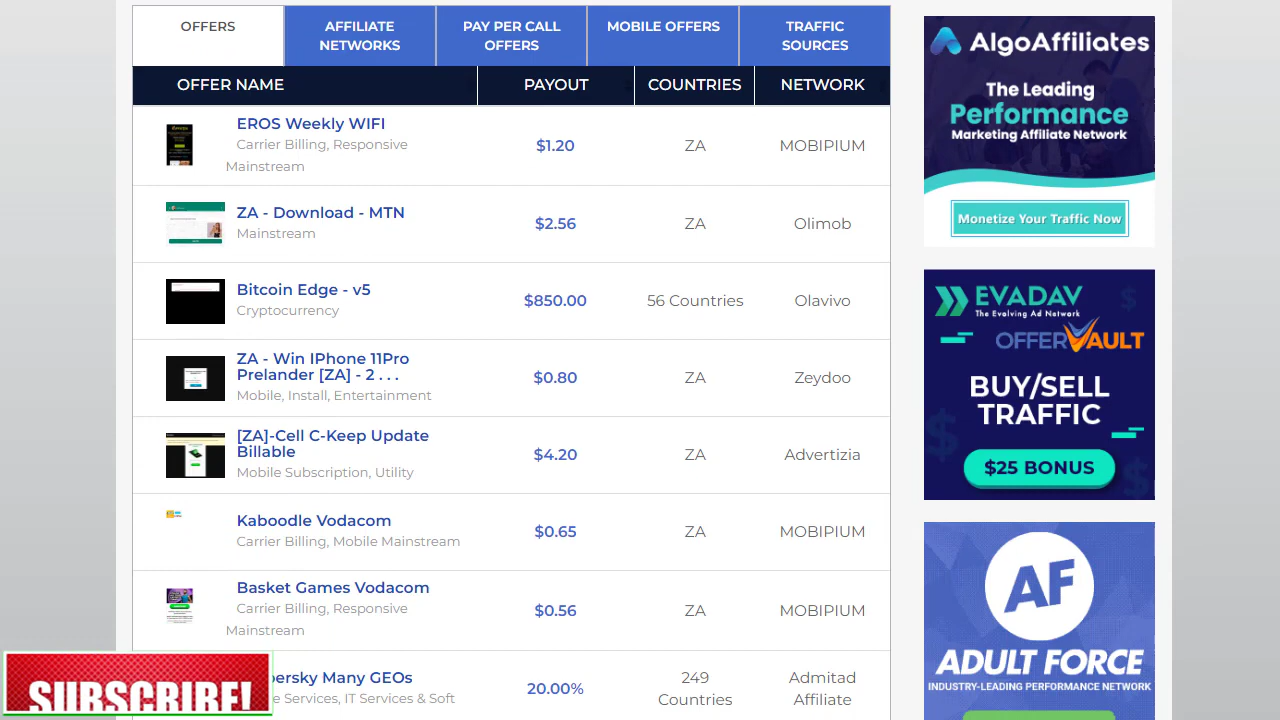 OFFERS
AFFILIATE
NETWORKS
PAY PER CALL
OFFERS
MOBILE OFFERS
TRAFFIC
SOURCES
OFFER NAME
PAYOUT
COUNTRIES
NETWORK
EROS Weekly WIFI
Carrier Billing, Responsive
Mainstream
$1.20
ZA
MOBIPIUM
ZA - Download - MTN
Mainstream
$2.56
ZA
Olimob
Bitcoin Edge - v5
Cryptocurrency
$850.00
56 Countries
Olavivo
ZA - Win IPhone 11Pro
Prelander [ZA] - 2 . . .
Mobile, Install, Entertainment
$0.80
ZA
Zeydoo
[ZA]-Cell C-Keep Update
Billable
Mobile Subscription, Utility
$4.20
ZA
Advertizia
Kaboodle Vodacom
Carrier Billing, Mobile Mainstream
$0.65
ZA
MOBIPIUM
Basket Games Vodacom
Carrier Billing, Responsive
Mainstream
$0.56
ZA
MOBIPIUM
persky Many GEOs
e Services, IT Services & Soft
20.00%
249
Countries
Admitad
Affiliate
SUBSCRIBE!
AlgoAffiliates
The Leading
Performance
Marketing Affiliate Network
Monetize Your Traffic Now
EVADAV
The Evolving Ad Network
OFFERVAULT
BUY/SELL
TRAFFIC
$25 BONUS
AF
ADULT FORCE
INDUSTRY-LEADING PERFORMANCE NETWORK